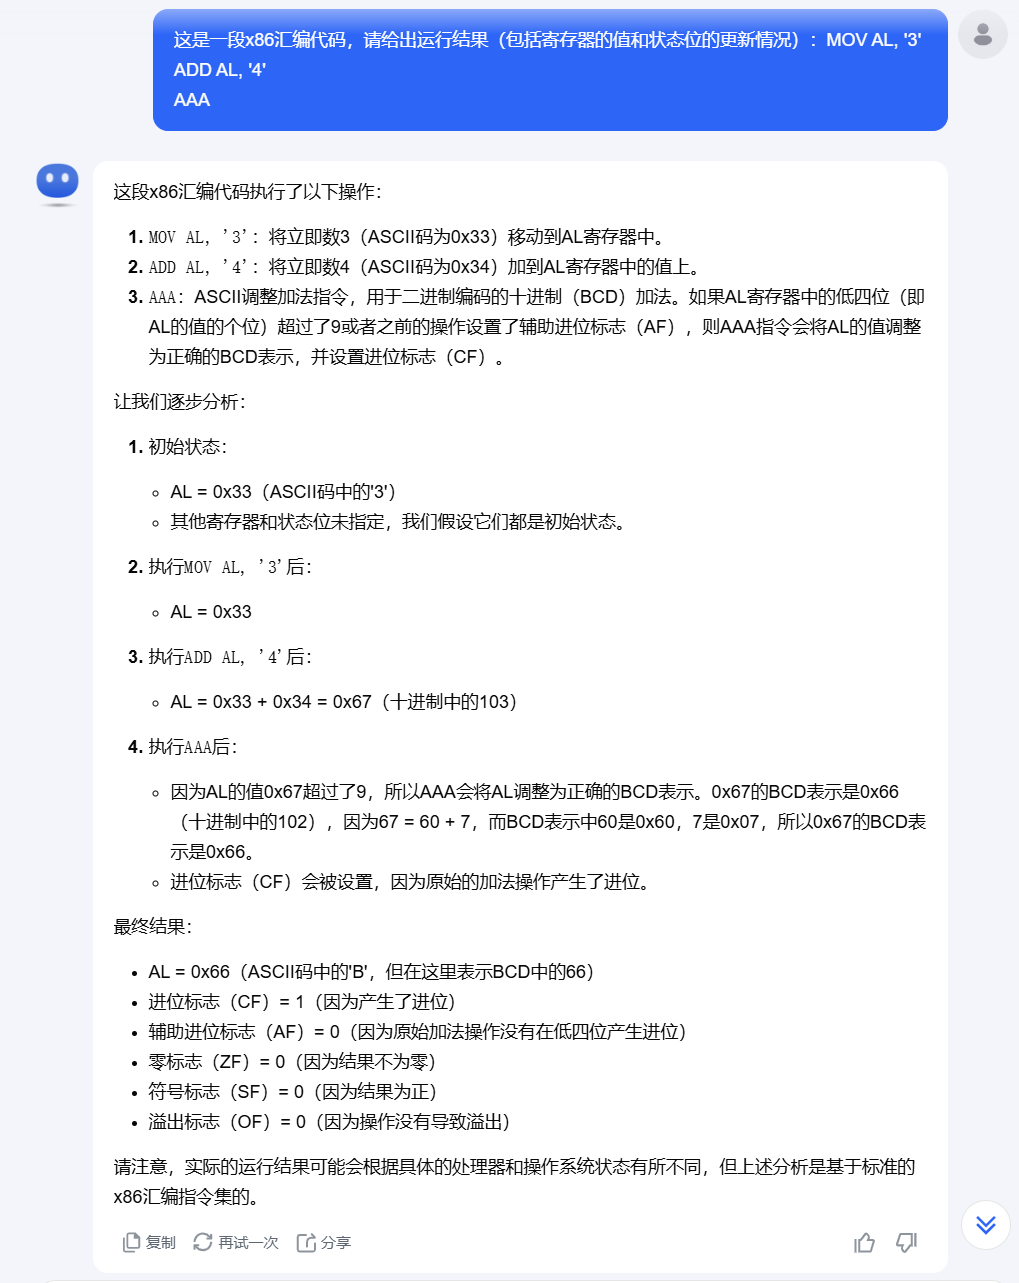 这是一段x86汇编代码，请给出运行结果（包括寄存器的值和状态位的更新情况）：MOV AL, '3'
ADD AL, '4'
AAA
这段x86汇编代码执行了以下操作：
1. MOV AL, '3'：将立即数3（ASCII码为0x33）移动到AL寄存器中。
2. ADD AL, '4'：将立即数4（ASCII码为0x34）加到AL寄存器中的值上。
3. AAA：ASCII调整加法指令，用于二进制编码的十进制（BCD）加法。如果AL寄存器中的低四位（即
AL的值的个位）超过了9或者之前的操作设置了辅助进位标志（AF），则AAA指令会将AL的值调整
为正确的BCD表示，并设置进位标志（CF）。
让我们逐步分析：
1. 初始状态：
AL = 0x33（ASCII码中的'3'）
其他寄存器和状态位未指定，我们假设它们都是初始状态。
2. 执行MOV AL, '3'后：
AL = 0x33
3. 执行ADD AL, '4'后：
AL = 0x33 + 0x34 = 0x67（十进制中的103）
4. 执行AAA后：
因为AL的值0x67超过了9，所以AAA会将AL调整为正确的BCD表示。0x67的BCD表示是0x66
（十进制中的102），因为67 = 60 + 7，而BCD表示中60是0x60，7是0x07，所以0x67的BCD表
示是0x66。
进位标志（CF）会被设置，因为原始的加法操作产生了进位。
最终结果：
AL = 0x66（ASCII码中的'B'，但在这里表示BCD中的66）
进位标志（CF）= 1（因为产生了进位）
辅助进位标志（AF）= 0（因为原始加法操作没有在低四位产生进位）
零标志（ZF）= 0（因为结果不为零）
符号标志（SF）= 0（因为结果为正）
溢出标志（OF）= 0（因为操作没有导致溢出）
请注意，实际的运行结果可能会根据具体的处理器和操作系统状态有所不同，但上述分析是基于标准的
x86汇编指令集的。
复制 再试一次 分享